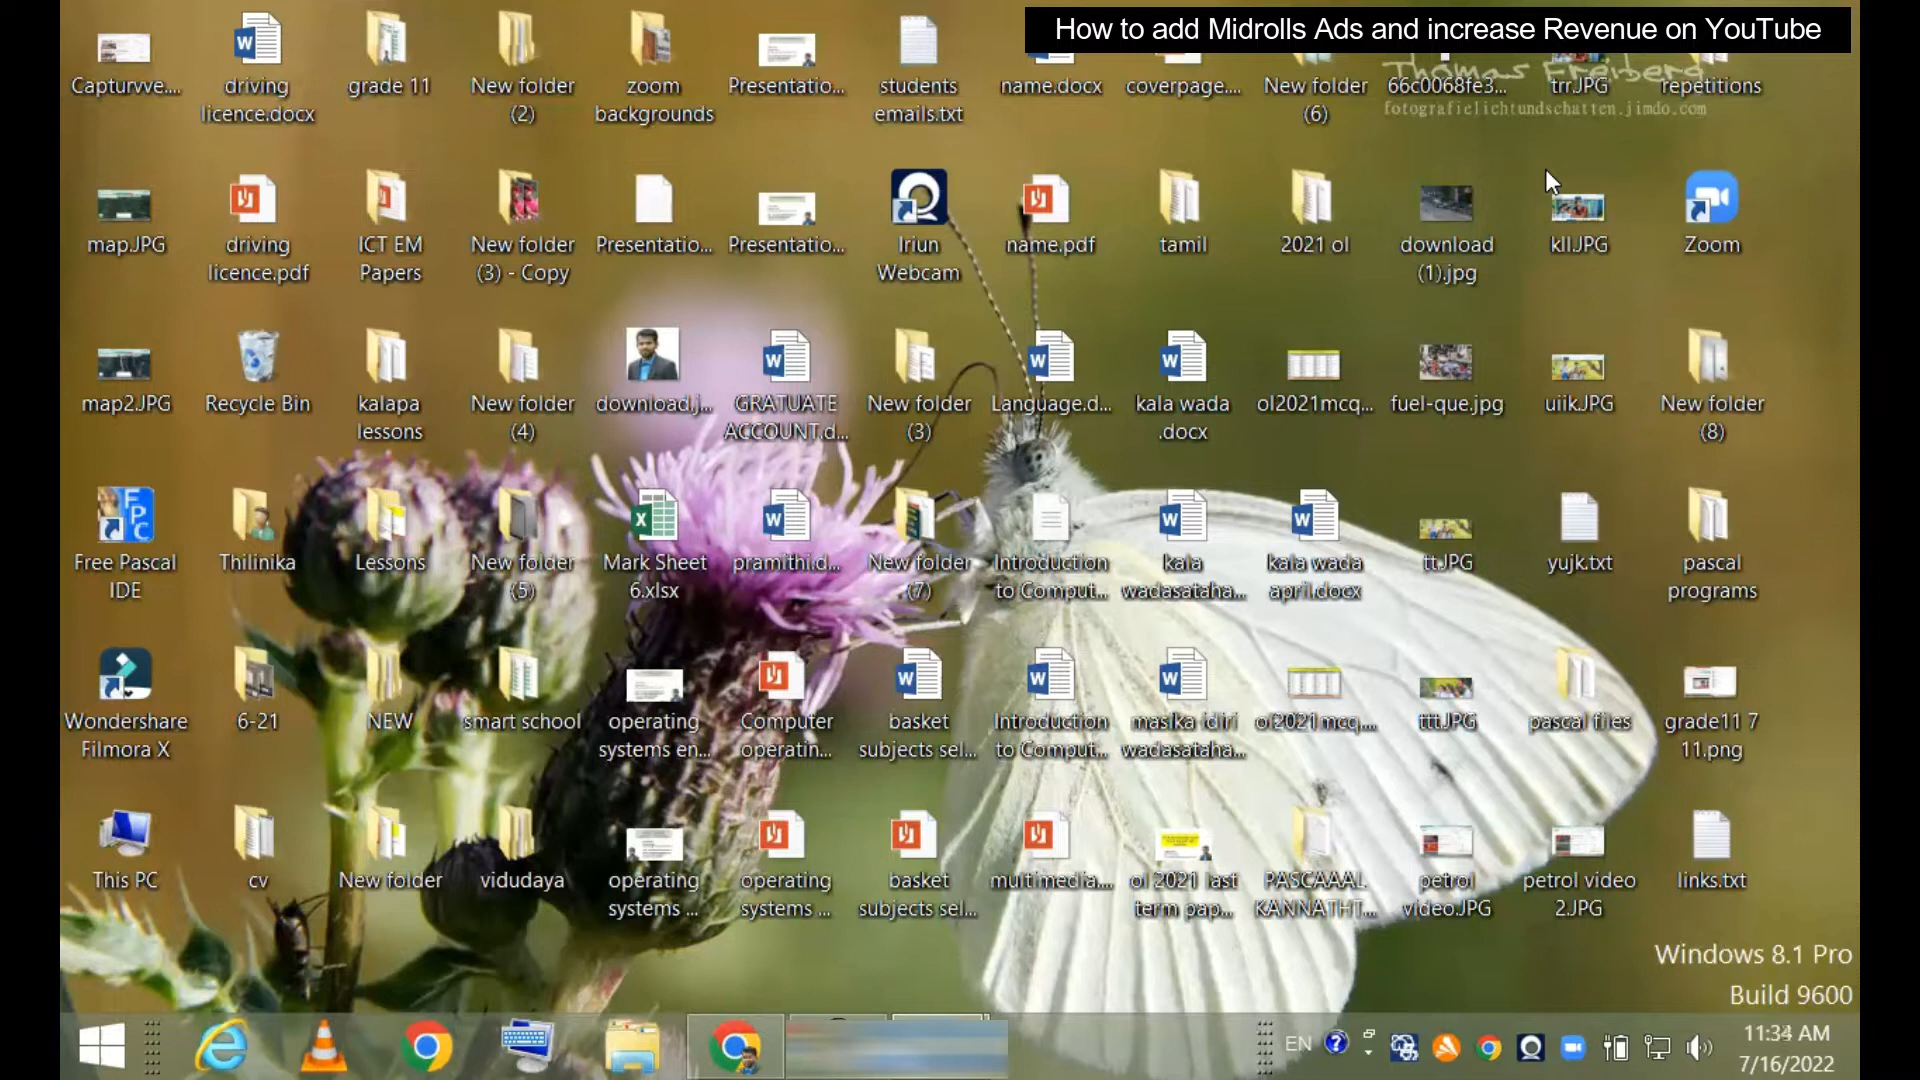 How to add Midrolls Ads and increase Revenue on YouTube
Thomas Freiberg
fotografielichtundschatten.jimdo.com
Capturvve....
driving
licence.docx
grade 11
New folder
(2)
zoom
backgrounds
Presentatio...
students
emails.txt
name.docx
coverpage....
New folder
(6)
66c0068fe3...
trr.JPG
repetitions
map.JPG
driving
licence.pdf
ICT EM
Papers
New folder
(3) - Copy
Presentatio...
Presentatio...
Iriun
Webcam
name.pdf
tamil
2021 ol
download
(1).jpg
kll.JPG
Zoom
map2.JPG
Recycle Bin
kalapa
lessons
New folder
(4)
download.j...
GRATUATE
ACCOUNT.d...
New folder
(3)
Language.d...
kala wada
.docx
ol2021mcq...
fuel-que.jpg
uiik.JPG
New folder
(8)
Free Pascal
IDE
Thilinika
Lessons
New folder
(5)
Mark Sheet
6.xlsx
pramithi.d...
New folder
(7)
Introduction
to Comput...
kala
wadasataha...
kala wada
april.docx
tt.JPG
yujk.txt
pascal
programs
Wondershare
Filmora X
6-21
NEW
smart school
operating
systems en...
Computer
operatin...
basket
subjects sel...
Introduction
to Comput...
masika idiri
wadasataha...
ol 2021 mcq....
ttt.JPG
pascal files
grade11 7
11.png
This PC
cv
New folder
vidudaya
operating
systems ...
operating
systems ...
basket
subjects sel...
multimedia....
ol 2021 last
term pap...
PASCAAAL
KANNATHT...
petrol
video.JPG
petrol video
2.JPG
links.txt
Windows 8.1 Pro
Build 9600
EN
11:34 AM
7/16/2022